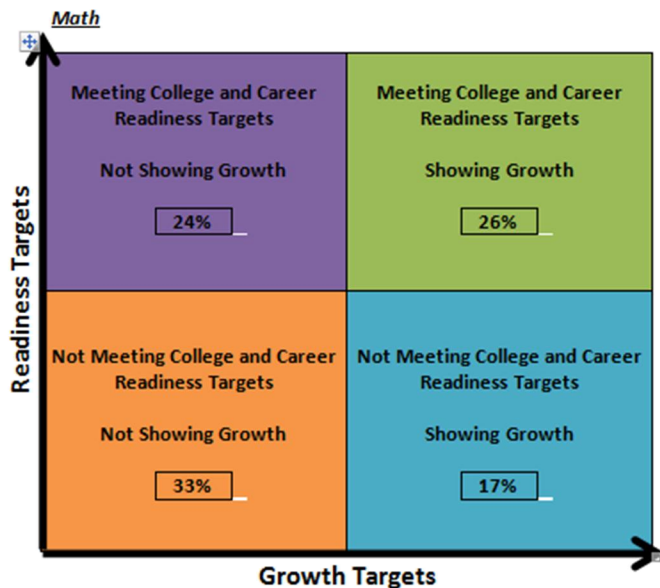 Math
Meeting College and Career
Readiness Targets
Not Showing Growth
24%
Meeting College and Career
Readiness Targets
Showing Growth
26%
Readiness Targets
Not Meeting College and Career
Readiness Targets
Not Showing Growth
33%
Not Meeting College and Career
Readiness Targets
Showing Growth
17%
Growth Targets